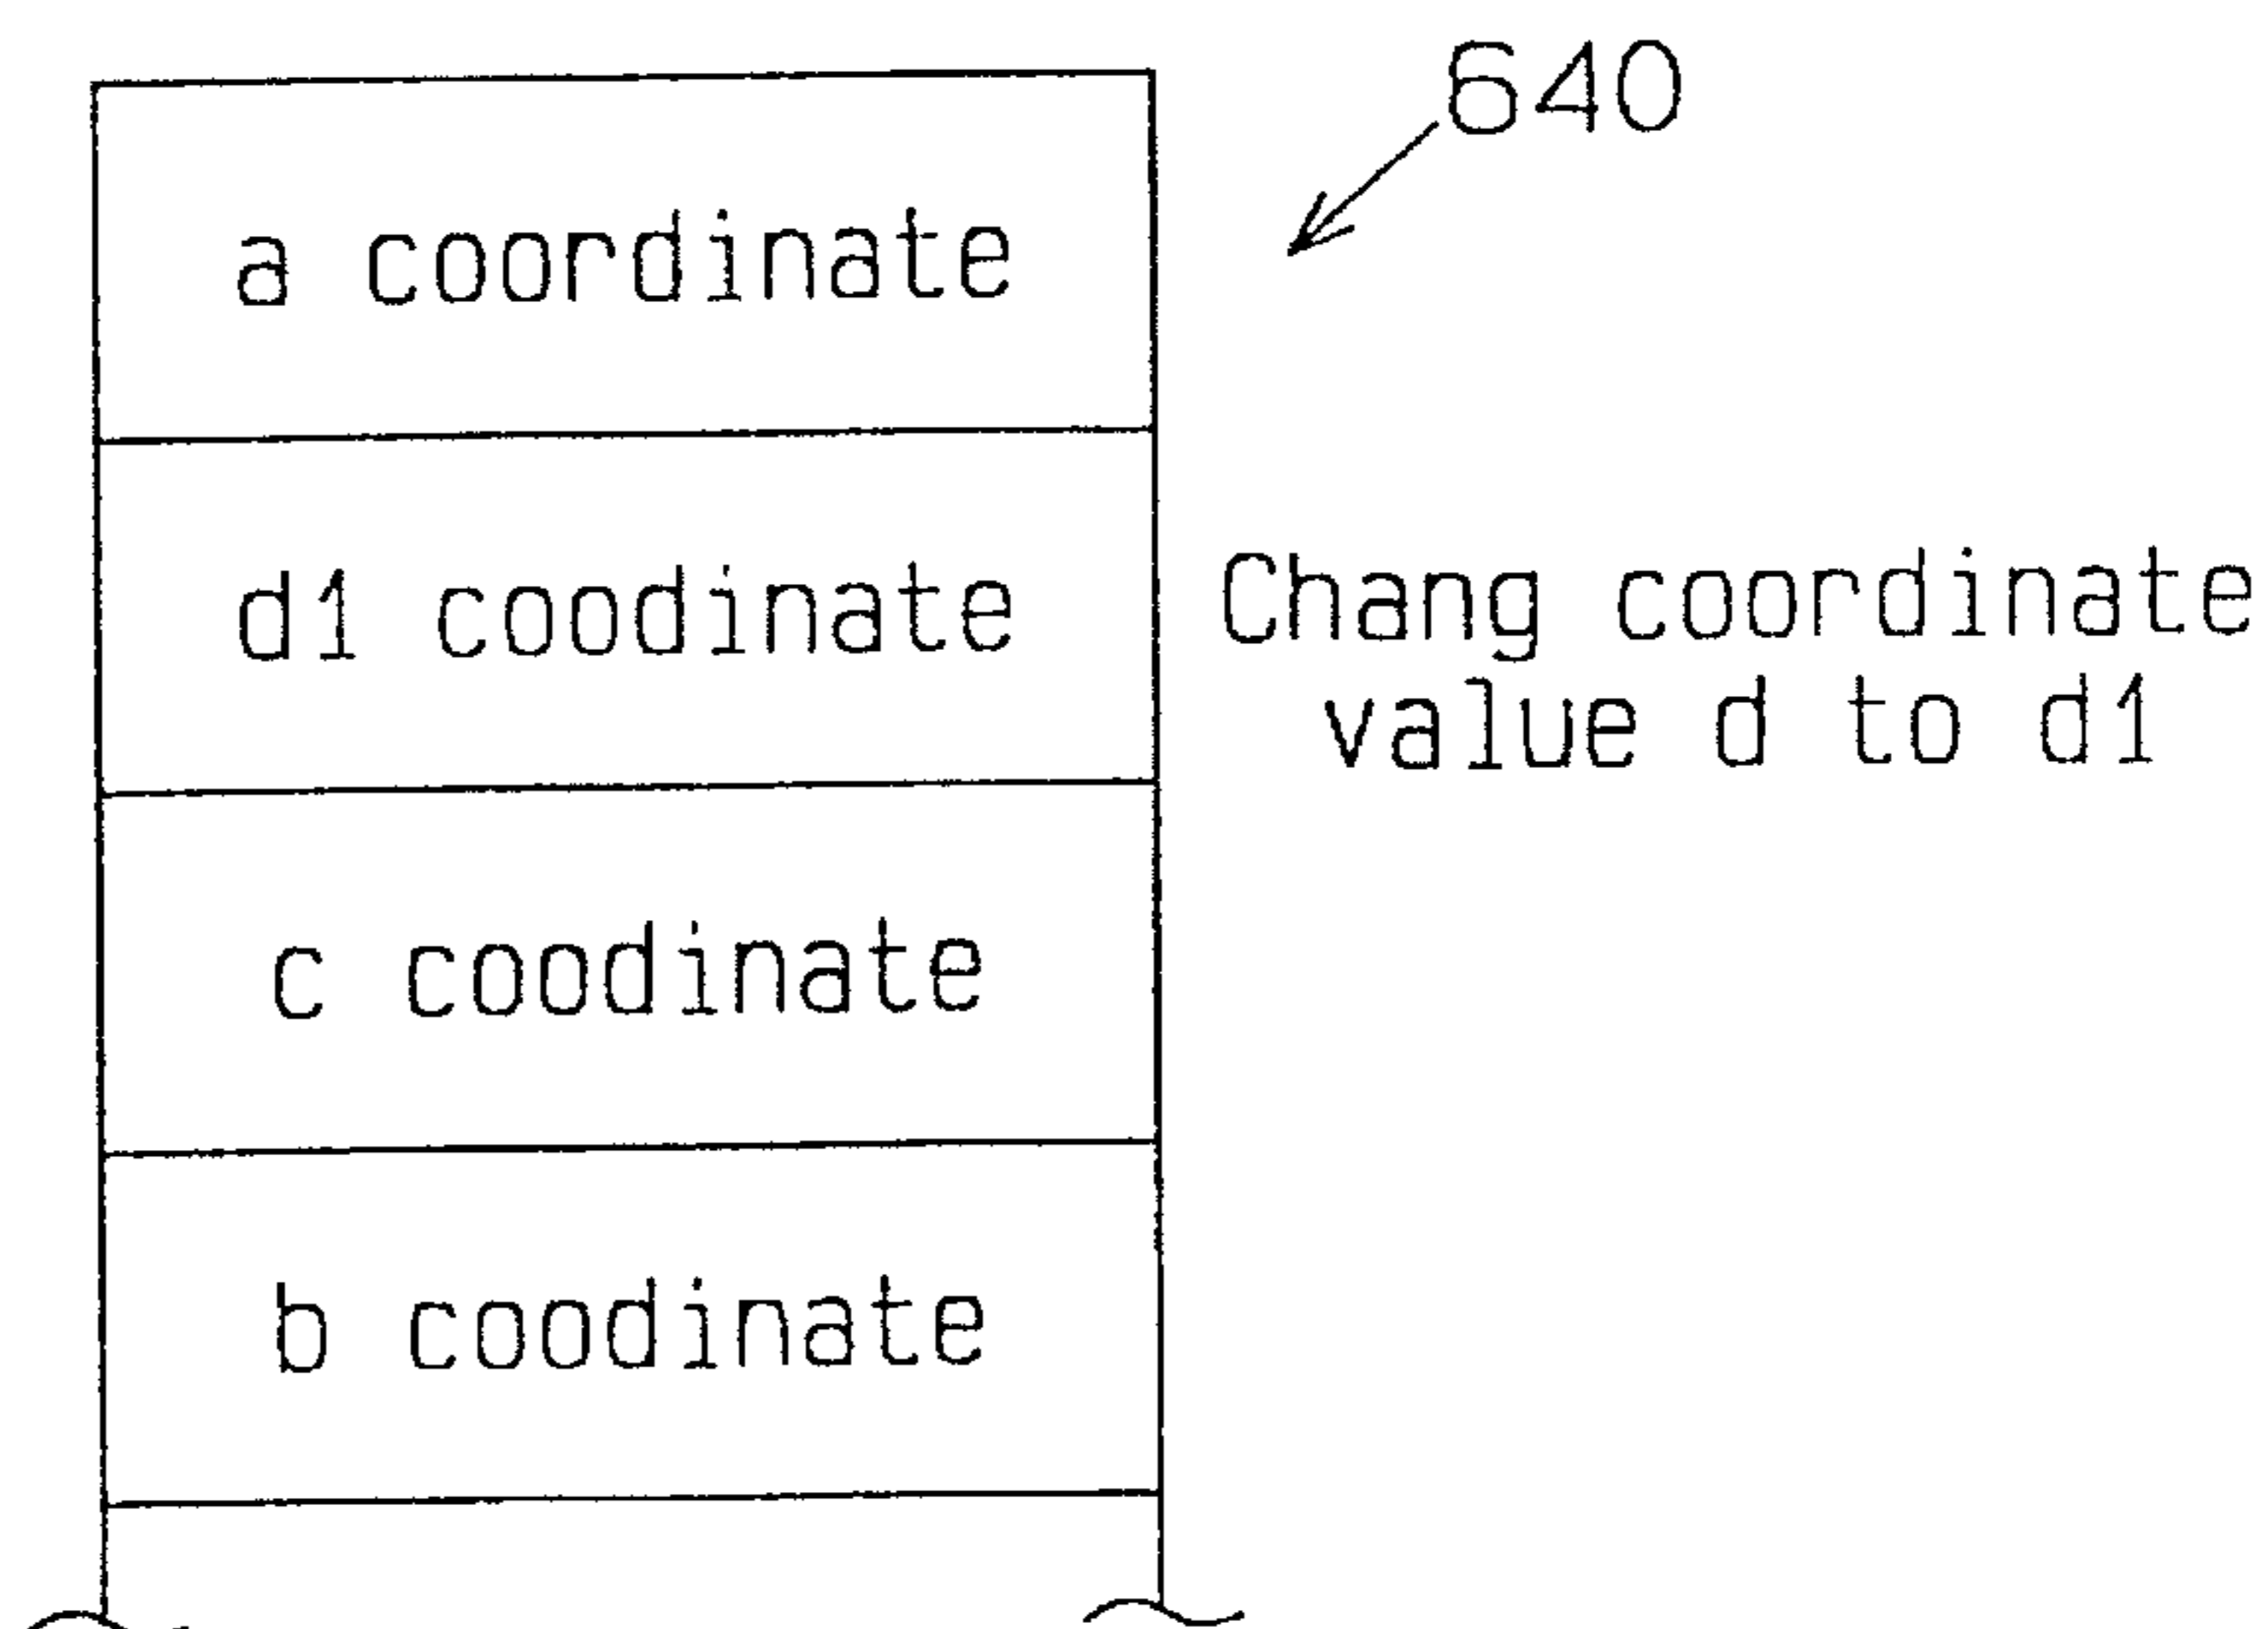 640
a coordinate
d1 coodinate
Chang coordinate
value d to d1
c coodinate
b coodinate